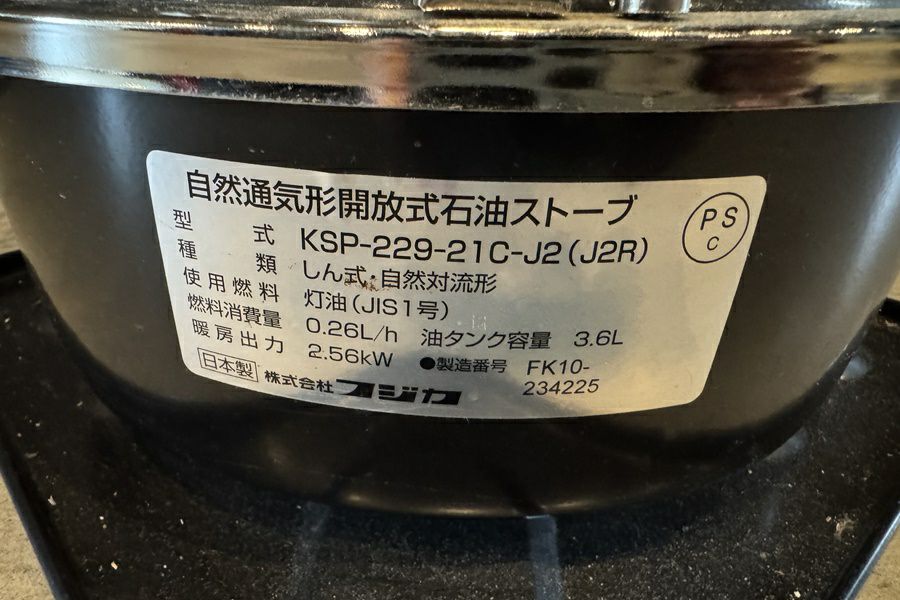 自然通気形開放式石油ストーブ
PS
C
型式 KSP-229-21C-J2(J2R)
種類 しん式・自然対流形
使用燃料 灯油(JIS1号)
燃料消費量 0.26L/h 油タンク容量 3.6L
暖房出力 2.56kW ●製造番号 FK10-
234225
日本製 株式会社フジカ